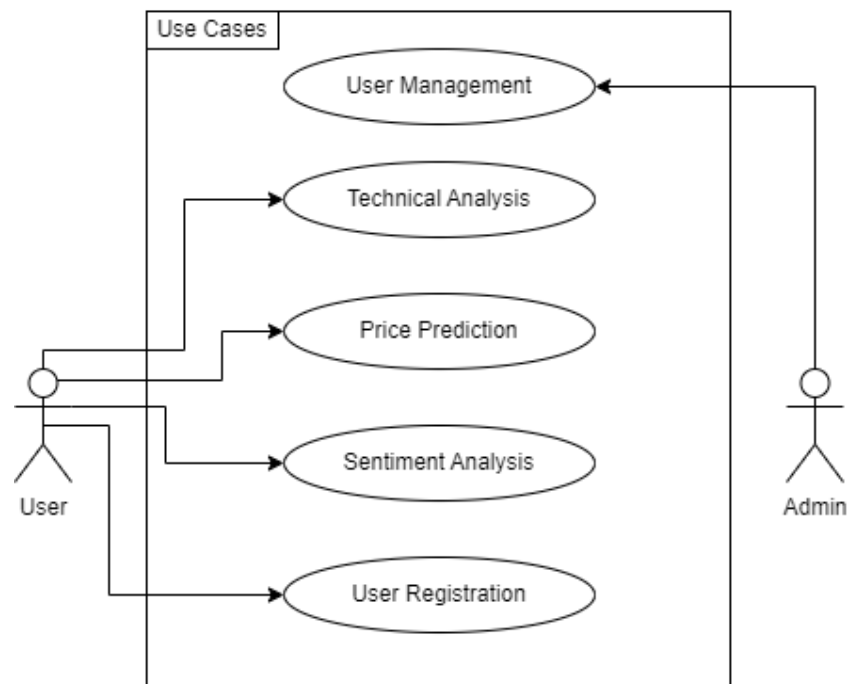 Use Cases
User Management
Technical Analysis
Price Prediction
Sentiment Analysis
User
Admin
User Registration